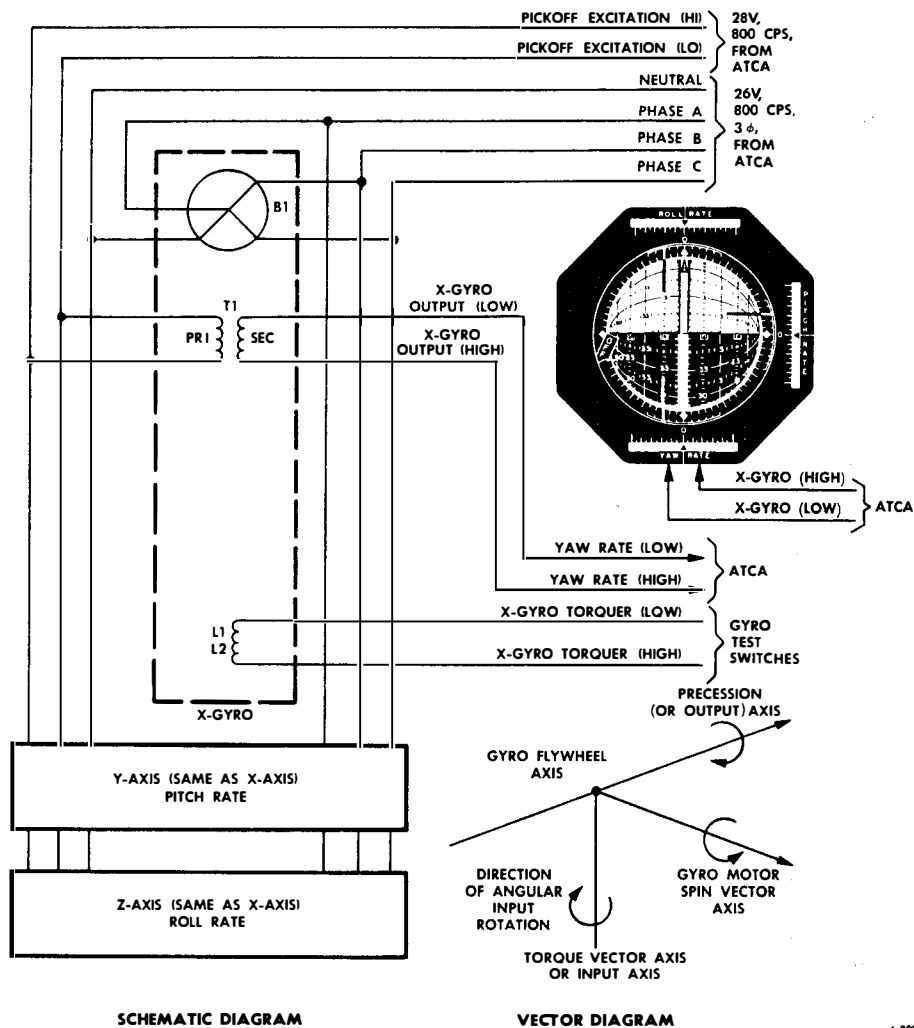 PICKOFF EXCITATION (HI)
PICKOFF EXCITATION (LO)
28V,
800 CPS,
FROM
ATCA
NEUTRAL
PHASE A
PHASE B
PHASE C
26V,
800 CPS,
3 ϕ,
FROM
ATCA
B1
T1
PRI
SEC
X-GYRO
OUTPUT (LOW)
X-GYRO
OUTPUT (HIGH)
ROLL RATE
0
PITCH RATE
0
0
YAW RATE
X-GYRO (HIGH)
X-GYRO (LOW)
ATCA
YAW RATE (LOW)
YAW RATE (HIGH)
ATCA
L1
L2
X-GYRO TORQUER (LOW)
X-GYRO TORQUER (HIGH)
GYRO
TEST
SWITCHES
X-GYRO
Y-AXIS (SAME AS X-AXIS)
PITCH RATE
Z-AXIS (SAME AS X-AXIS)
ROLL RATE
PRECESSION
(OR OUTPUT) AXIS
GYRO FLYWHEEL
AXIS
DIRECTION
OF ANGULAR
INPUT
ROTATION
GYRO MOTOR
SPIN VECTOR
AXIS
TORQUE VECTOR AXIS
OR INPUT AXIS
SCHEMATIC DIAGRAM
VECTOR DIAGRAM